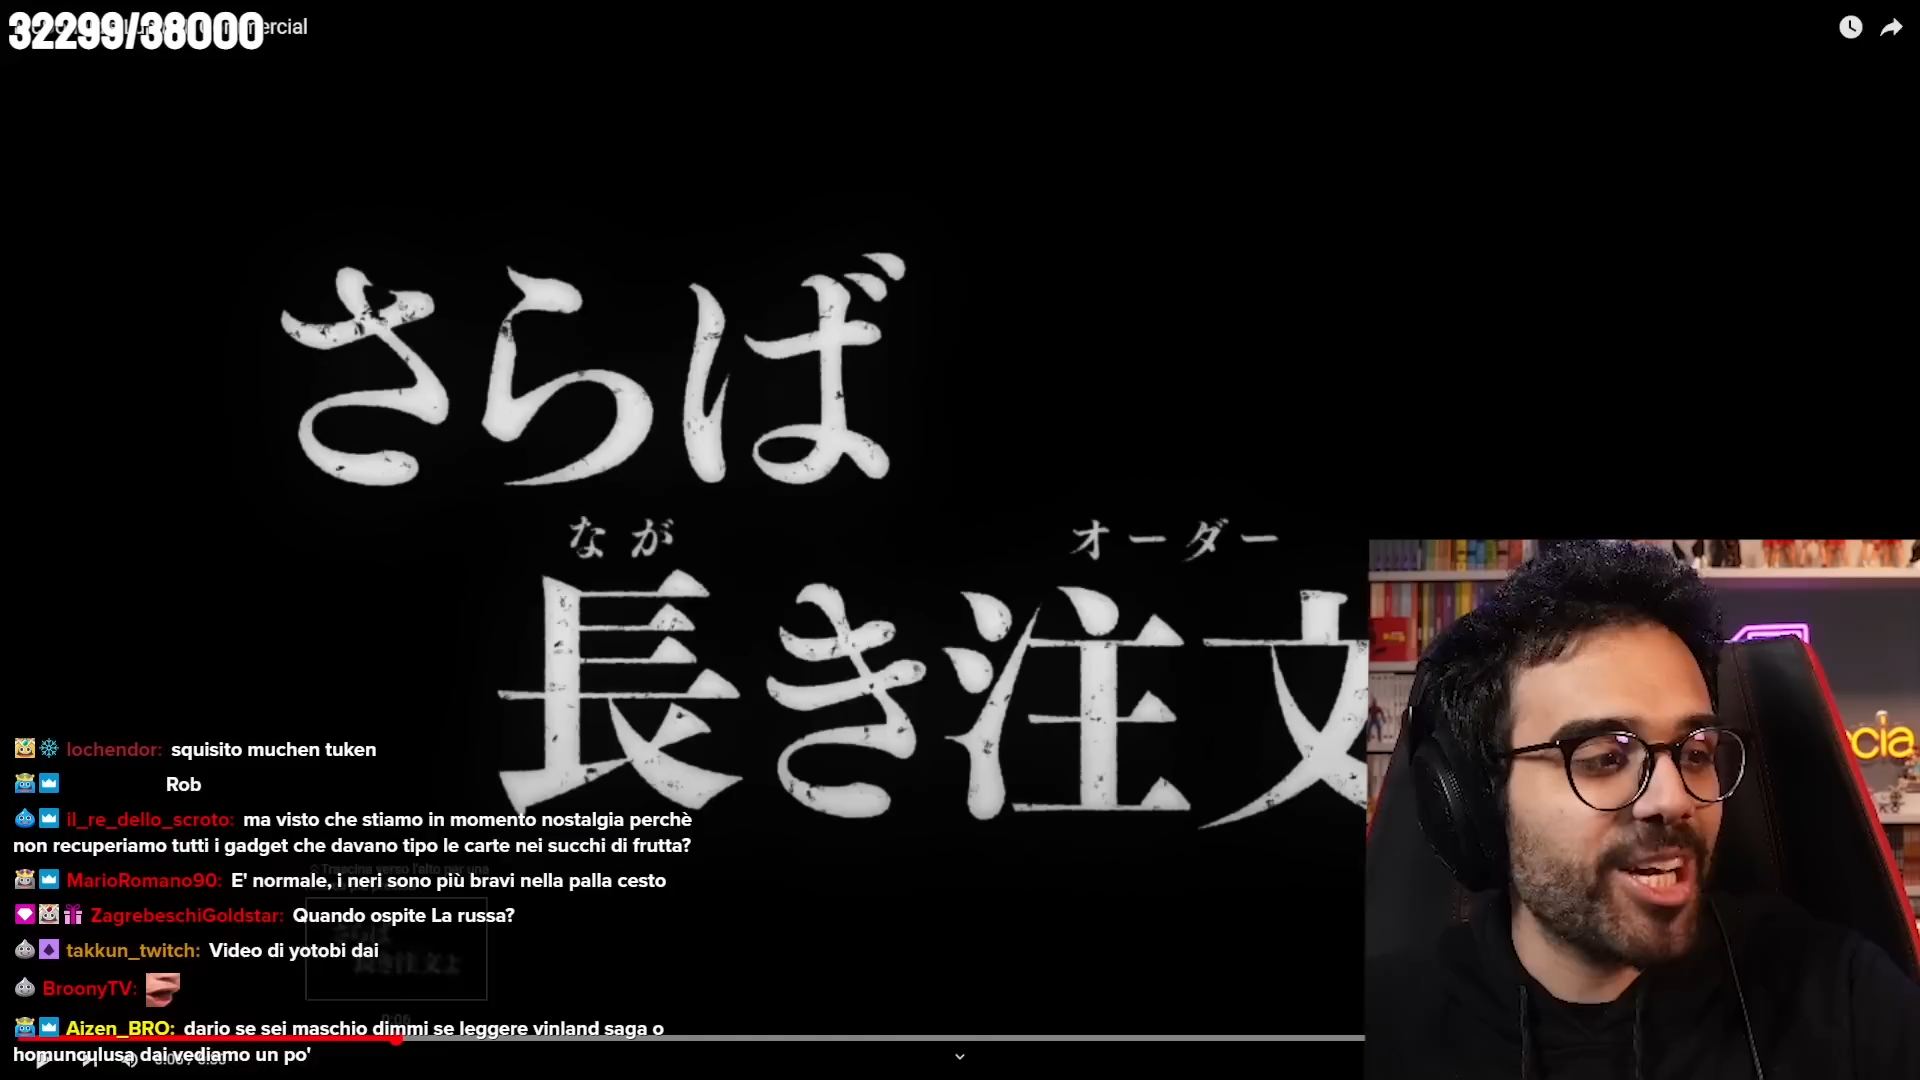 32299/38000
ercial
さらば
なが オーダー
長き注文
lochendor: squisito muchen tuken
Rob
il_re_dello_scroto: ma visto che stiamo in momento nostalgia perchè
non recuperiamo tutti i gadget che davano tipo le carte nei succhi di frutta?
MarioRomano90: E' normale, i neri sono più bravi nella palla cesto
ZagrebeschiGoldstar: Quando ospite La russa?
takkun_twitch: Video di yotobi dai
BroonyTV:
Aizen_BRO: dario se sei maschio dimmi se leggere vinland saga o
homunculusa dai vediamo un po'
cia